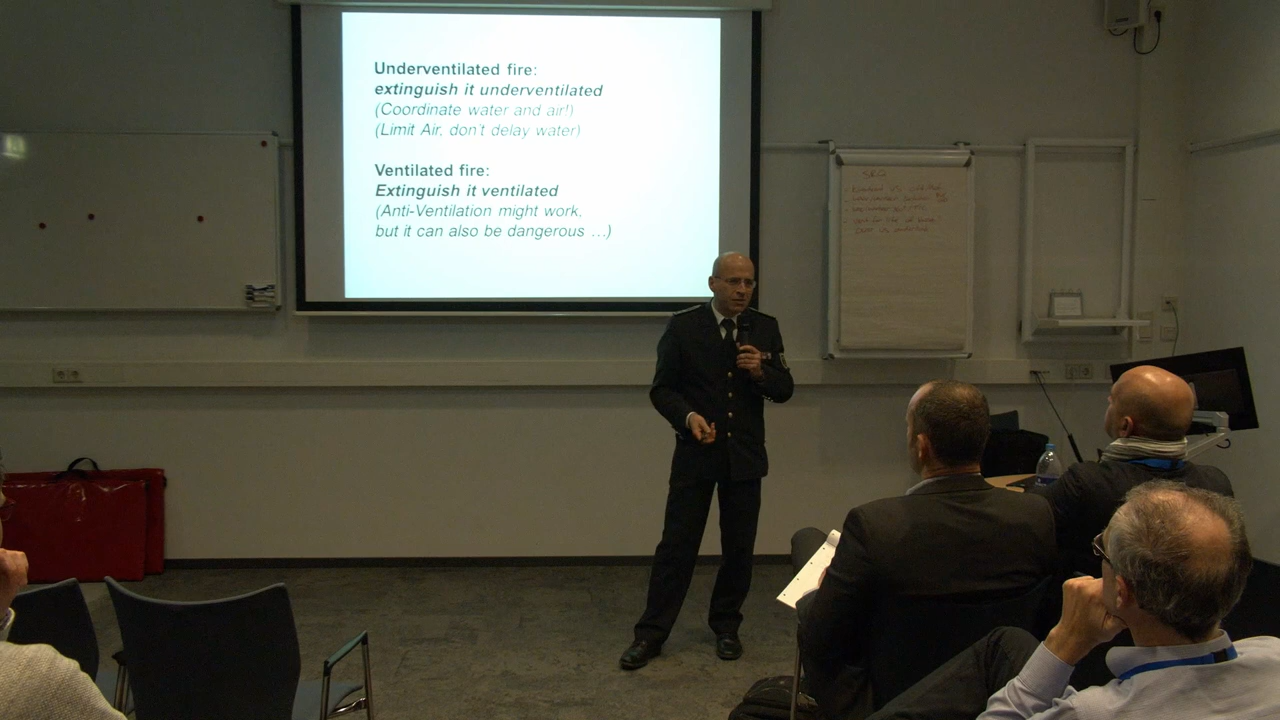 Underventilated fire:
extinguish it underventilated
(Coordinate water and air!)
(Limit Air, don't delay water)
Ventilated fire:
Extinguish it ventilated
(Anti-Ventilation might work,
but it can also be dangerous ...)